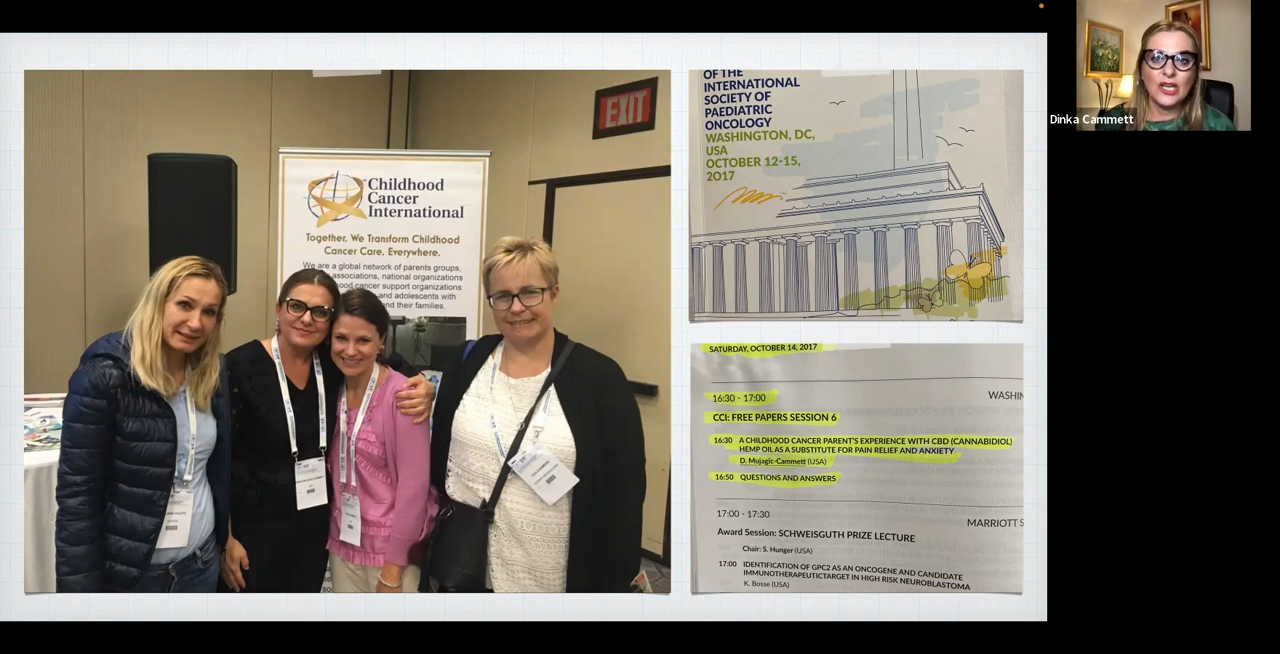 EXIT
Childhood
Cancer
International
Together, We Transform Childhood
Cancer Care, Everywhere.
We are a global network of parents groups,
associations, national organizations
cancer support organizations
and adolescents with
and their families.
OF THE
INTERNATIONAL
SOCIETY OF
PAEDIATRIC
ONCOLOGY
WASHINGTON, DC,
USA
OCTOBER 12-15,
2017
SATURDAY, OCTOBER 14, 2017
16:30 - 17:00
WASHIN
CCI: FREE PAPERS SESSION 6
16:30 A CHILDHOOD CANCER PARENT'S EXPERIENCE WITH CBD (CANNABIDIOL)
HEMP OIL AS A SUBSTITUTE FOR PAIN RELIEF AND ANXIETY
D. Mujagic-Cammett (USA)
16:50 QUESTIONS AND ANSWERS
17:00 - 17:30
MARRIOTT S
Award Session: SCHWEISGUTH PRIZE LECTURE
Chair: S. Hunger (USA)
17:00 IDENTIFICATION OF GPC2 AS AN ONCOGENE AND CANDIDATE
IMMUNOTHERAPEUTICTARGET IN HIGH RISK NEUROBLASTOMA
K. Bosse (USA)
Dinka Cammett